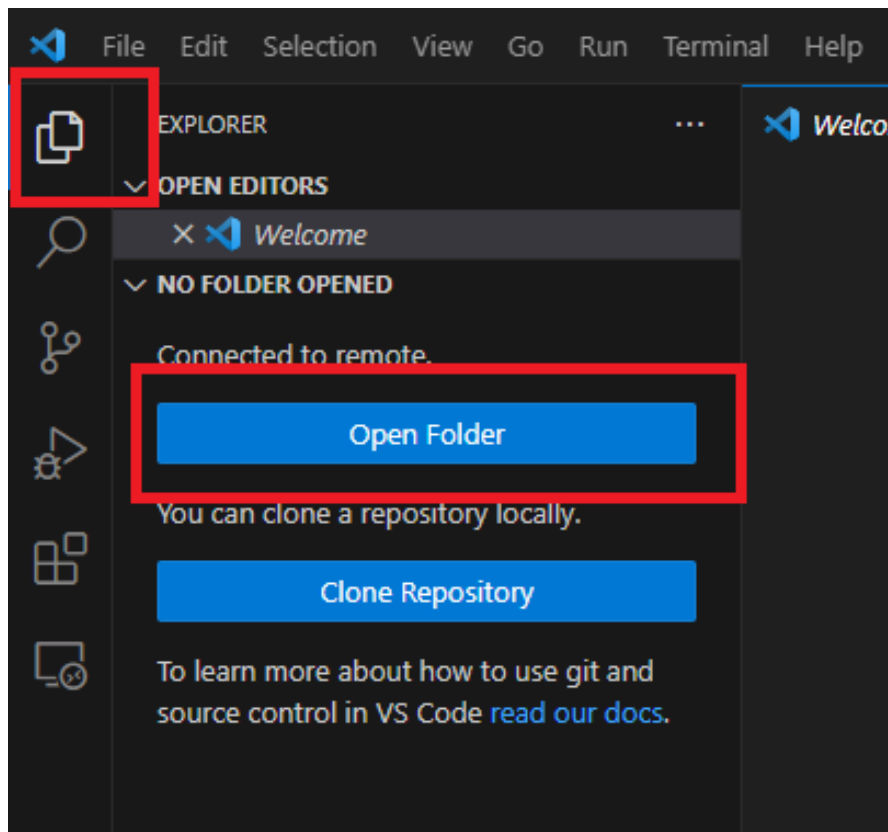 File Edit Selection View Go Run Terminal Help
EXPLORER
Welco
OPEN EDITORS
Welcome
NO FOLDER OPENED
Connected to remote.
Open Folder
You can clone a repository locally.
Clone Repository
To learn more about how to use git and
source control in VS Code read our docs.